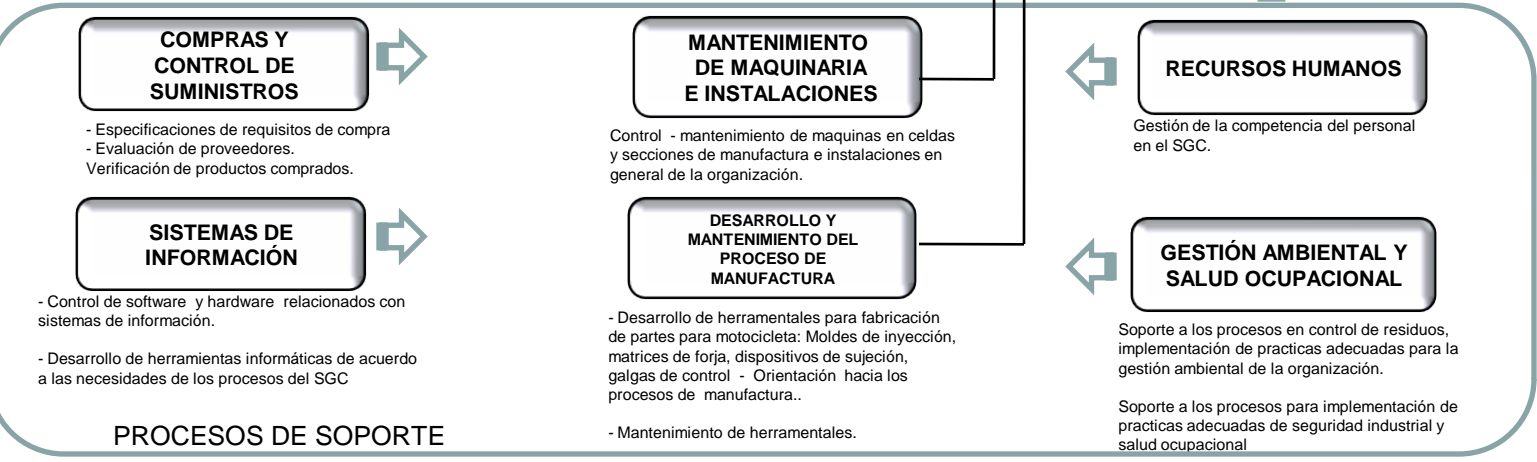 COMPRAS Y
CONTROL DE
SUMINISTROS
- Especificaciones de requisitos de compra
- Evaluación de proveedores.
Verificación de productos comprados.
SISTEMAS DE
INFORMACIÓN
- Control de software y hardware relacionados con
sistemas de información.
- Desarrollo de herramientas informáticas de acuerdo
a las necesidades de los procesos del SGC
PROCESOS DE SOPORTE
MANTENIMIENTO
DE MAQUINARIA
E INSTALACIONES
Control - mantenimiento de maquinas en celdas
y secciones de manufactura e instalaciones en
general de la organización.
DESARROLLO Y
MANTENIMIENTO DEL
PROCESO DE
MANUFACTURA
- Desarrollo de herramentales para fabricación
de partes para motocicleta: Moldes de inyección,
matrices de forja, dispositivos de sujeción,
galgas de control - Orientación hacia los
procesos de manufactura..
- Mantenimiento de herramentales.
RECURSOS HUMANOS
Gestión de la competencia del personal
en el SGC.
GESTIÓN AMBIENTAL Y
SALUD OCUPACIONAL
Soporte a los procesos en control de residuos,
implementación de practicas adecuadas para la
gestión ambiental de la organización.
Soporte a los procesos para implementación de
practicas adecuadas de seguridad industrial y
salud ocupacional